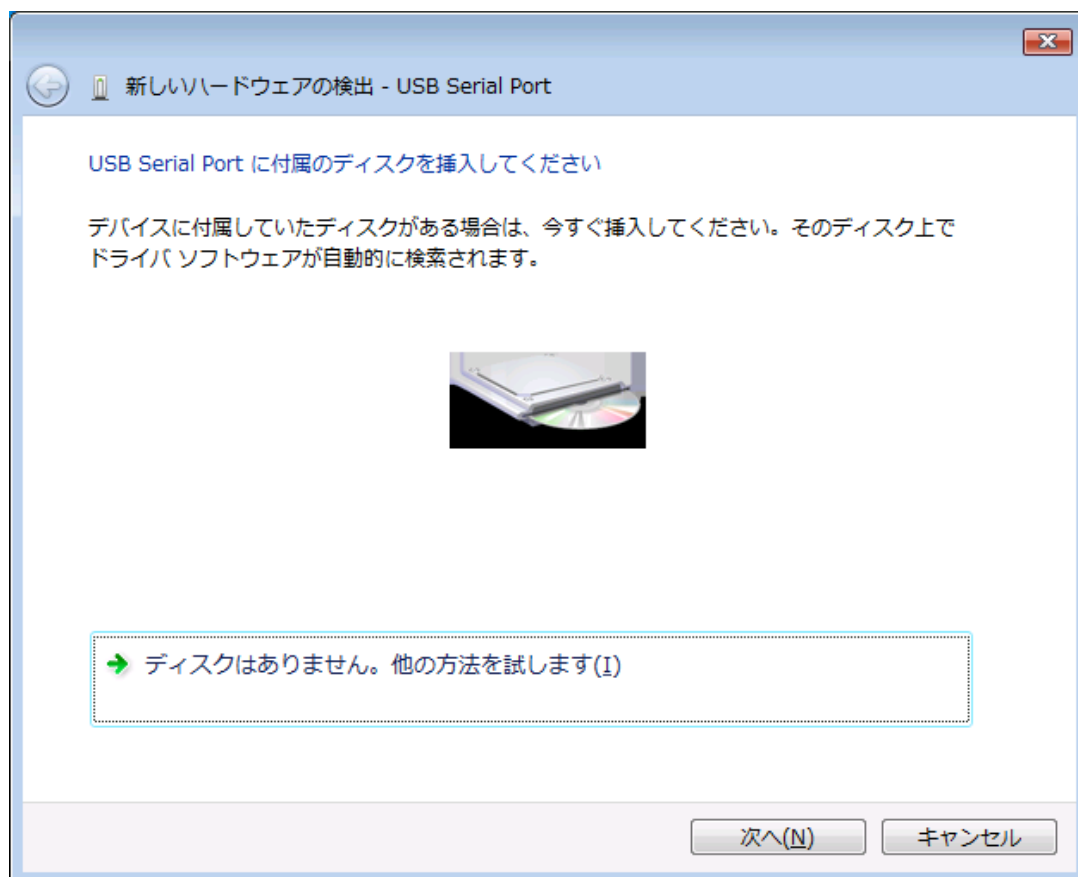 新しいハードウェアの検出 - USB Serial Port
USB Serial Port に付属のディスクを挿入してください
デバイスに付属していたディスクがある場合は、今すぐ挿入してください。そのディスク上で
ドライバ ソフトウェアが自動的に検索されます。
ディスクはありません。他の方法を試します(I)
次へ(N)
キャンセル